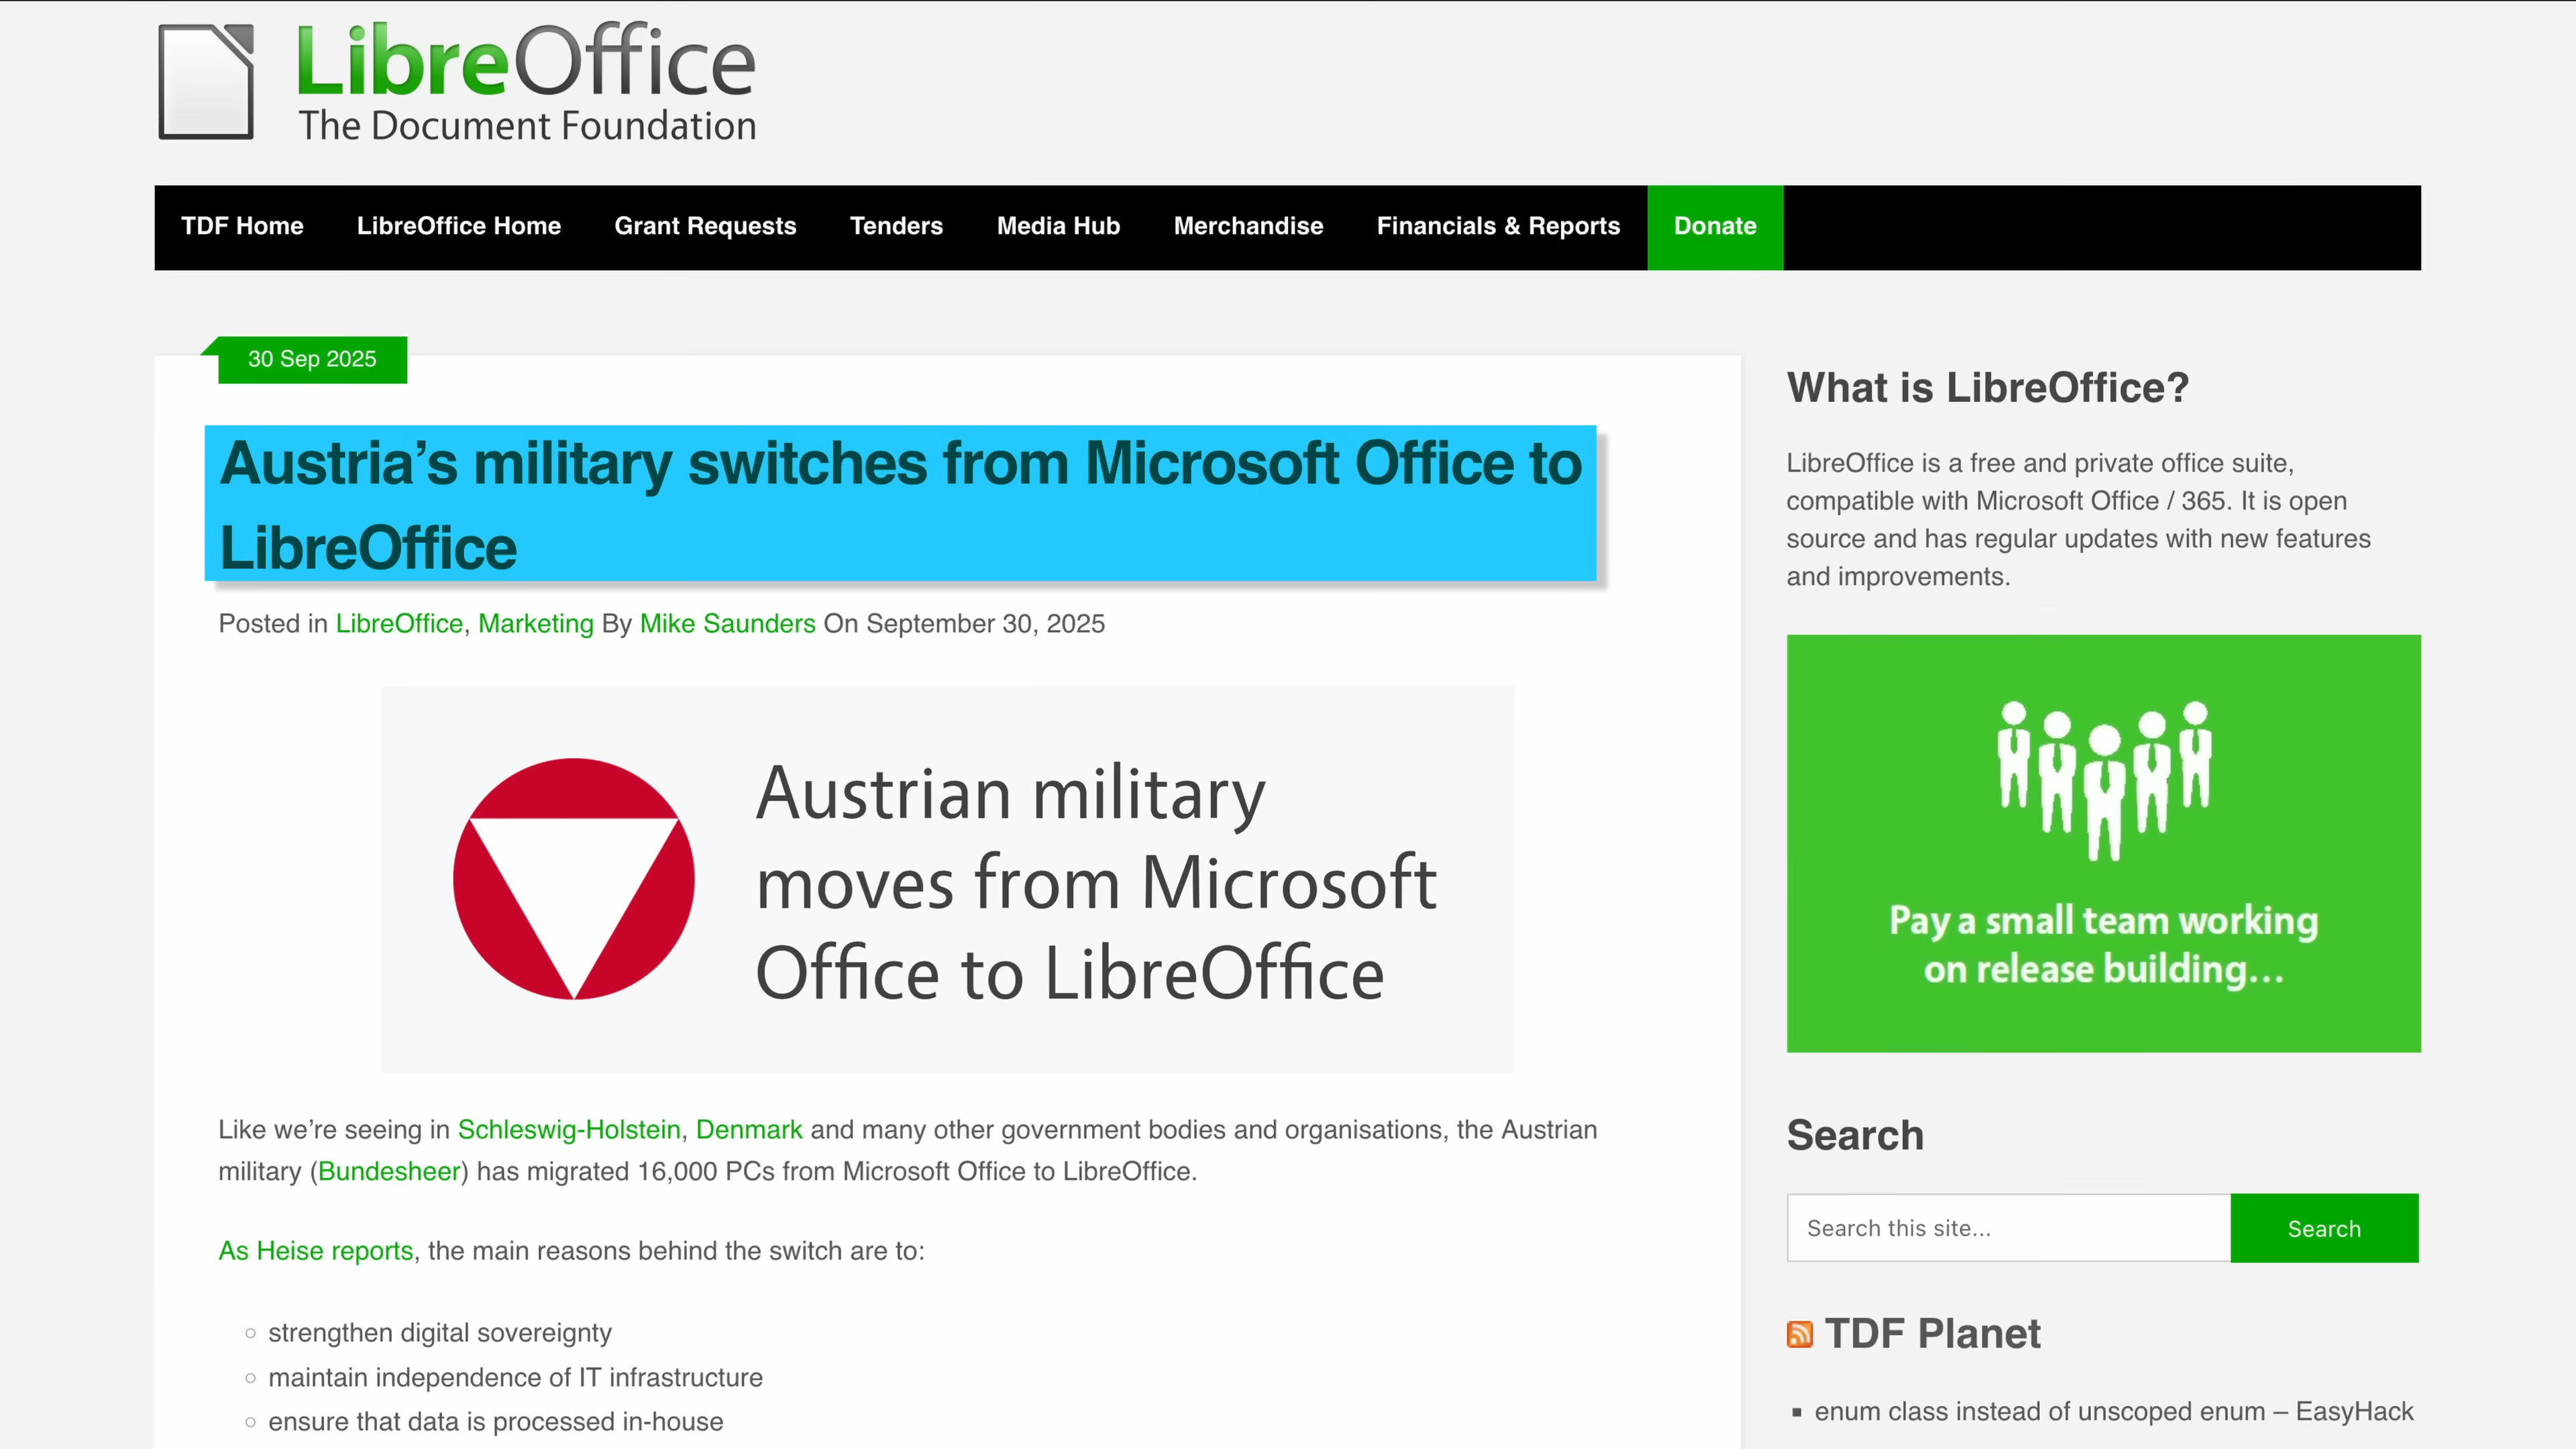 LibreOffice
The Document Foundation
TDF Home LibreOffice Home Grant Requests Tenders Media Hub Merchandise Financials & Reports Donate
30 Sep 2025
Austria’s military switches from Microsoft Office to
LibreOffice
Posted in LibreOffice, Marketing By Mike Saunders On September 30, 2025
Austrian military
moves from Microsoft
Office to LibreOffice
Like we’re seeing in Schleswig-Holstein, Denmark and many other government bodies and organisations, the Austrian
military (Bundesheer) has migrated 16,000 PCs from Microsoft Office to LibreOffice.
As Heise reports, the main reasons behind the switch are to:
strengthen digital sovereignty
maintain independence of IT infrastructure
ensure that data is processed in-house
What is LibreOffice?
LibreOffice is a free and private office suite,
compatible with Microsoft Office / 365. It is open
source and has regular updates with new features
and improvements.
Pay a small team working
on release building...
Search
Search this site...
Search
TDF Planet
enum class instead of unscoped enum – EasyHack